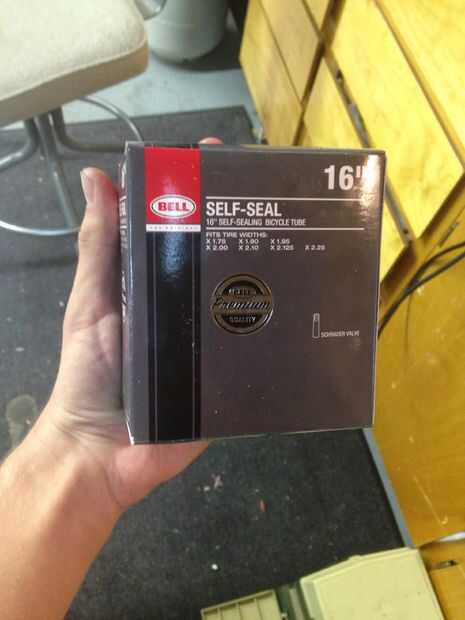 16"
BELL
SELF-SEAL
16" SELF-SEALING BICYCLE TUBE
FITS TIRE WIDTHS:
X 1.75 X 1.90 X 1.95
X 2.00 X 2.10 X 2.125 X 2.25
Premium
QUALITY
SCHRADER VALVE